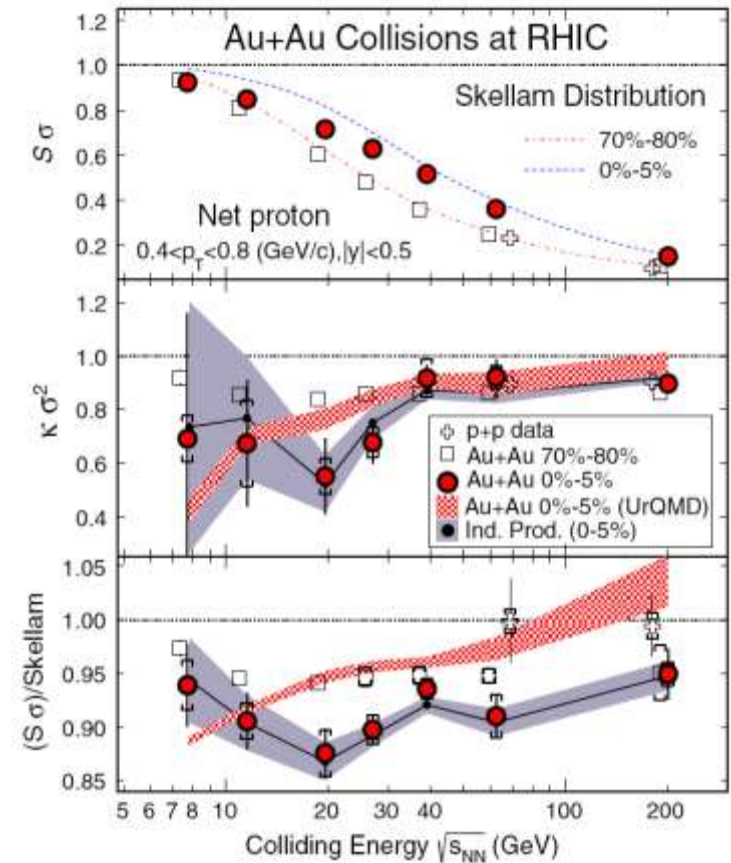 Au+Au Collisions at RHIC
Skellam Distribution
70%-80%
0%-5%
Net proton
0.4<p_T<0.8 (GeV/c),|y|<0.5
S σ
1.2
1.0
0.8
0.6
0.4
0.2
κ σ²
1.2
1.0
0.8
0.6
0.4
p+p data
Au+Au 70%-80%
Au+Au 0%-5%
Au+Au 0%-5% (UrQMD)
Ind. Prod. (0-5%)
(S σ)/Skellam
1.05
1.00
0.95
0.90
0.85
5 6 7 8 10 20 30 40 100 200
Colliding Energy √s_NN (GeV)